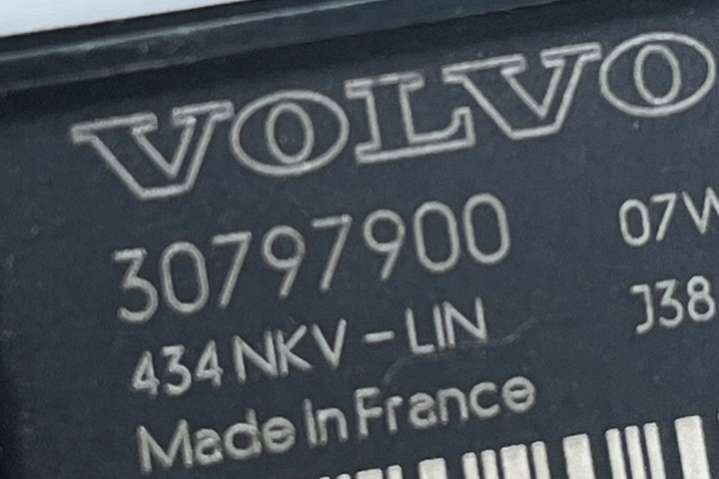 VOLVO
30797900 07W
434 NKV - LIN J38
Made in France